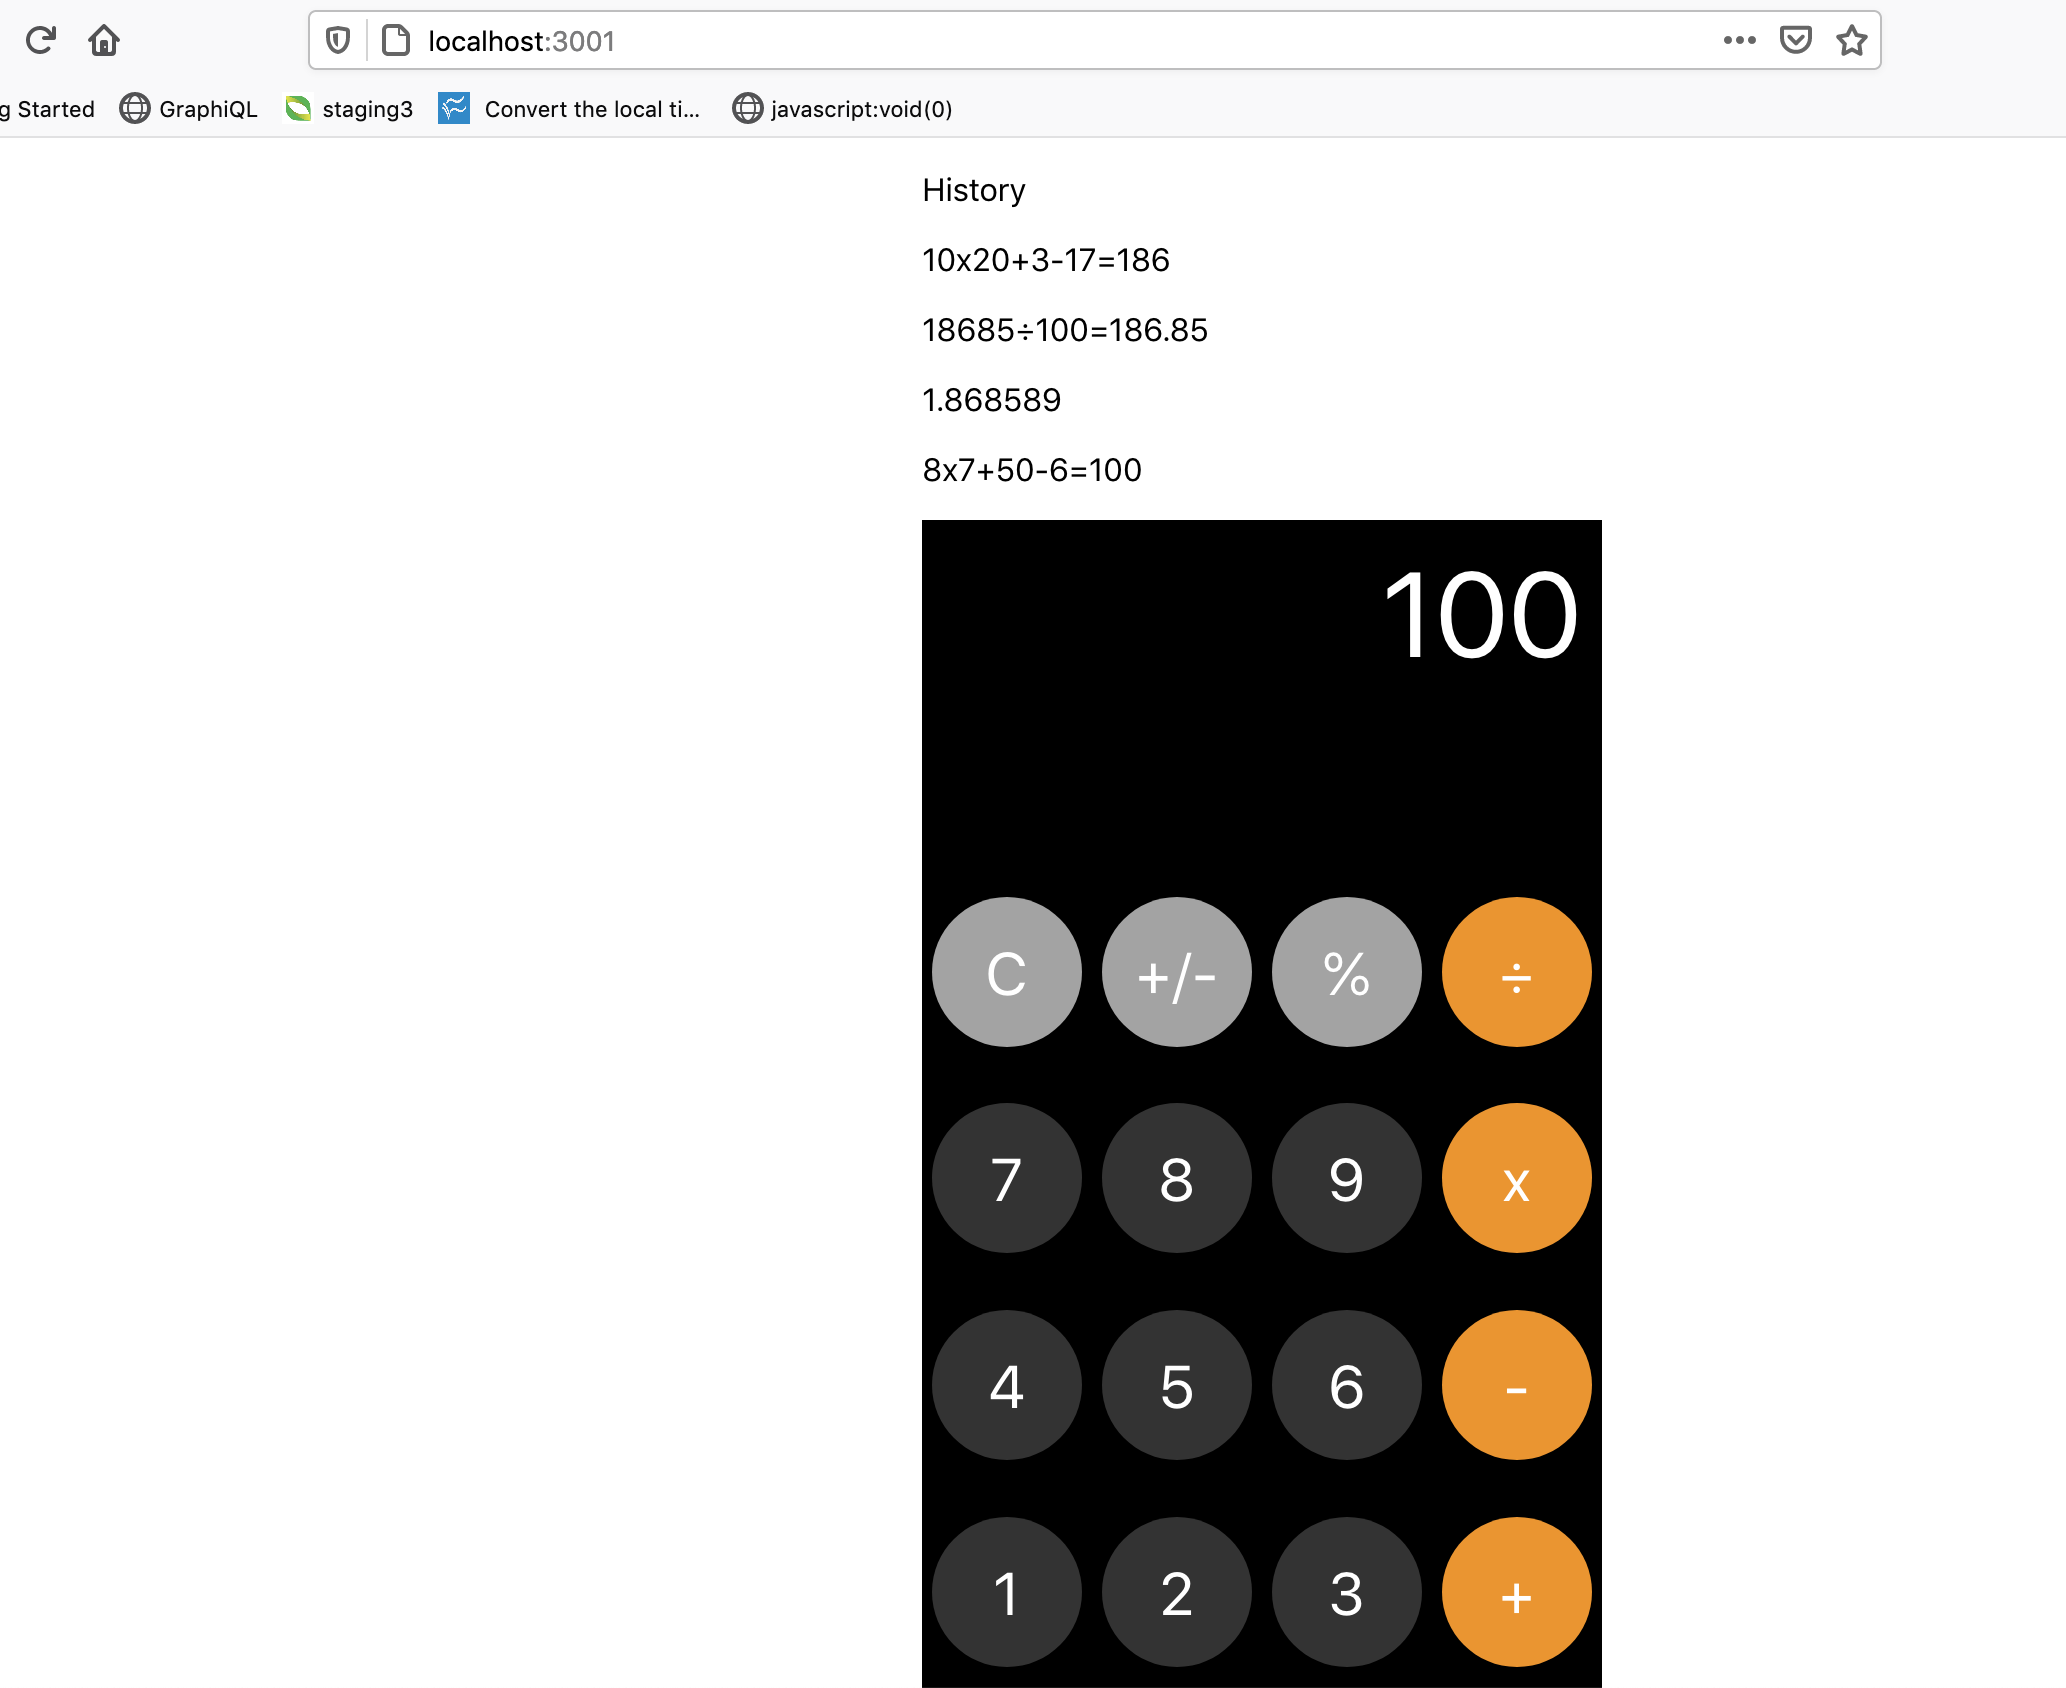 localhost:3001
g Started GraphiQL staging3 Convert the local ti... javascript:void(0)
History
10x20+3-17=186
18685÷100=186.85
1.868589
8x7+50-6=100
100
C +/- % ÷
7 8 9 x
4 5 6 -
1 2 3 +